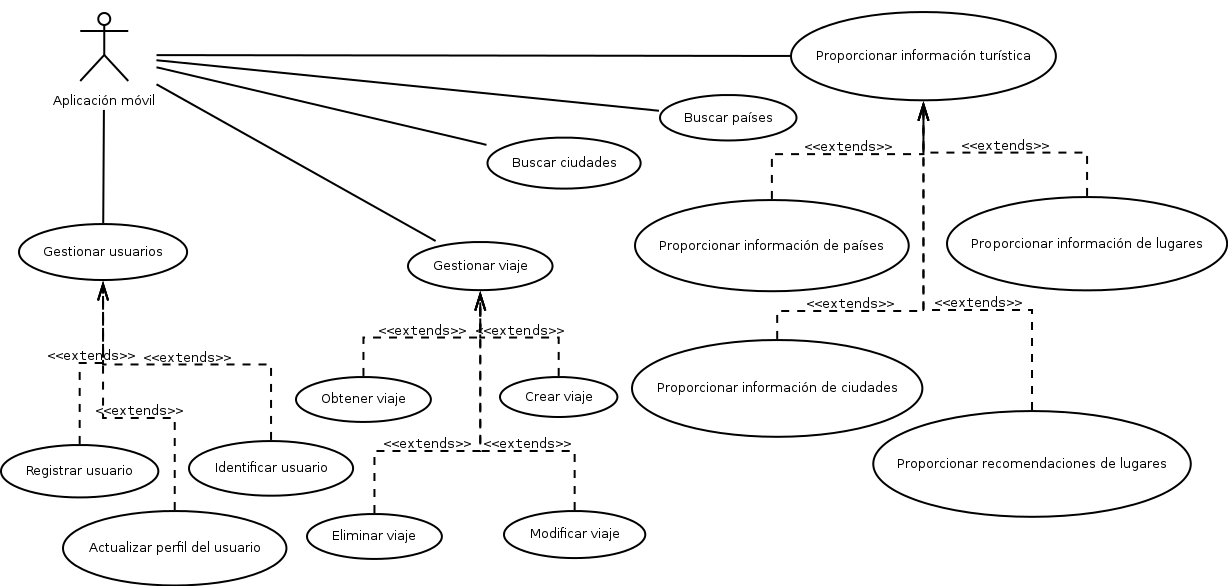 Proporcionar información turística
Aplicación móvil
Buscar países
<<extends>>
<<extends>>
Buscar ciudades
Gestionar usuarios
Proporcionar información de países
Proporcionar información de lugares
Gestionar viaje
<<extends>>
<<extends>>
<<extends>>
<<extends>>
<<extends>>
<<extends>>
Obtener viaje
Crear viaje
Proporcionar información de ciudades
<<extends>>
<<extends>>
<<extends>>
Registrar usuario
Identificar usuario
Proporcionar recomendaciones de lugares
Eliminar viaje
Modificar viaje
Actualizar perfil del usuario